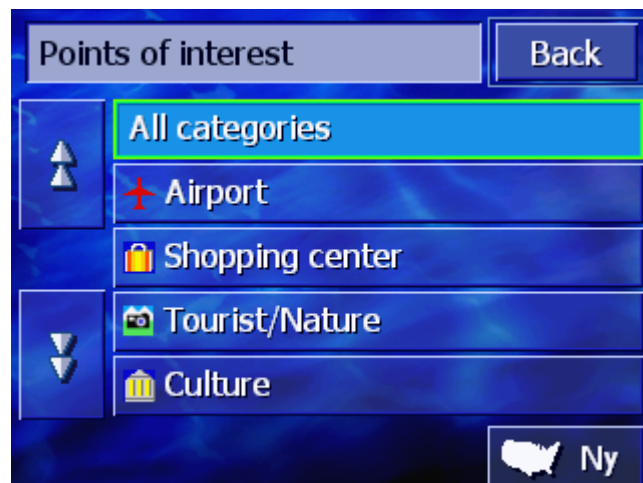 Points of interest
Back
All categories
Airport
Shopping center
Tourist/Nature
Culture
Ny